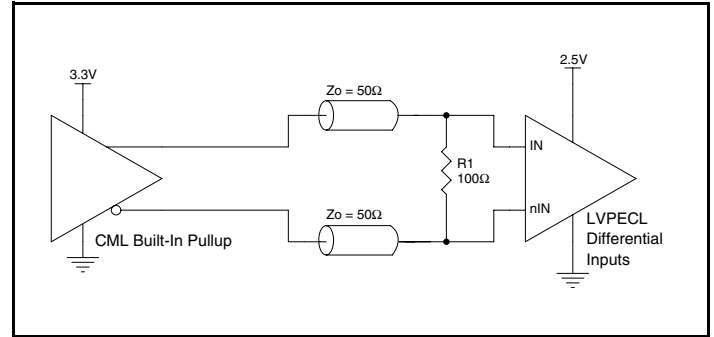 3.3V
2.5V
Zo = 50Ω
IN
R1
100Ω
Zo = 50Ω
nIN
CML Built-In Pullup
LVPECL
Differential
Inputs